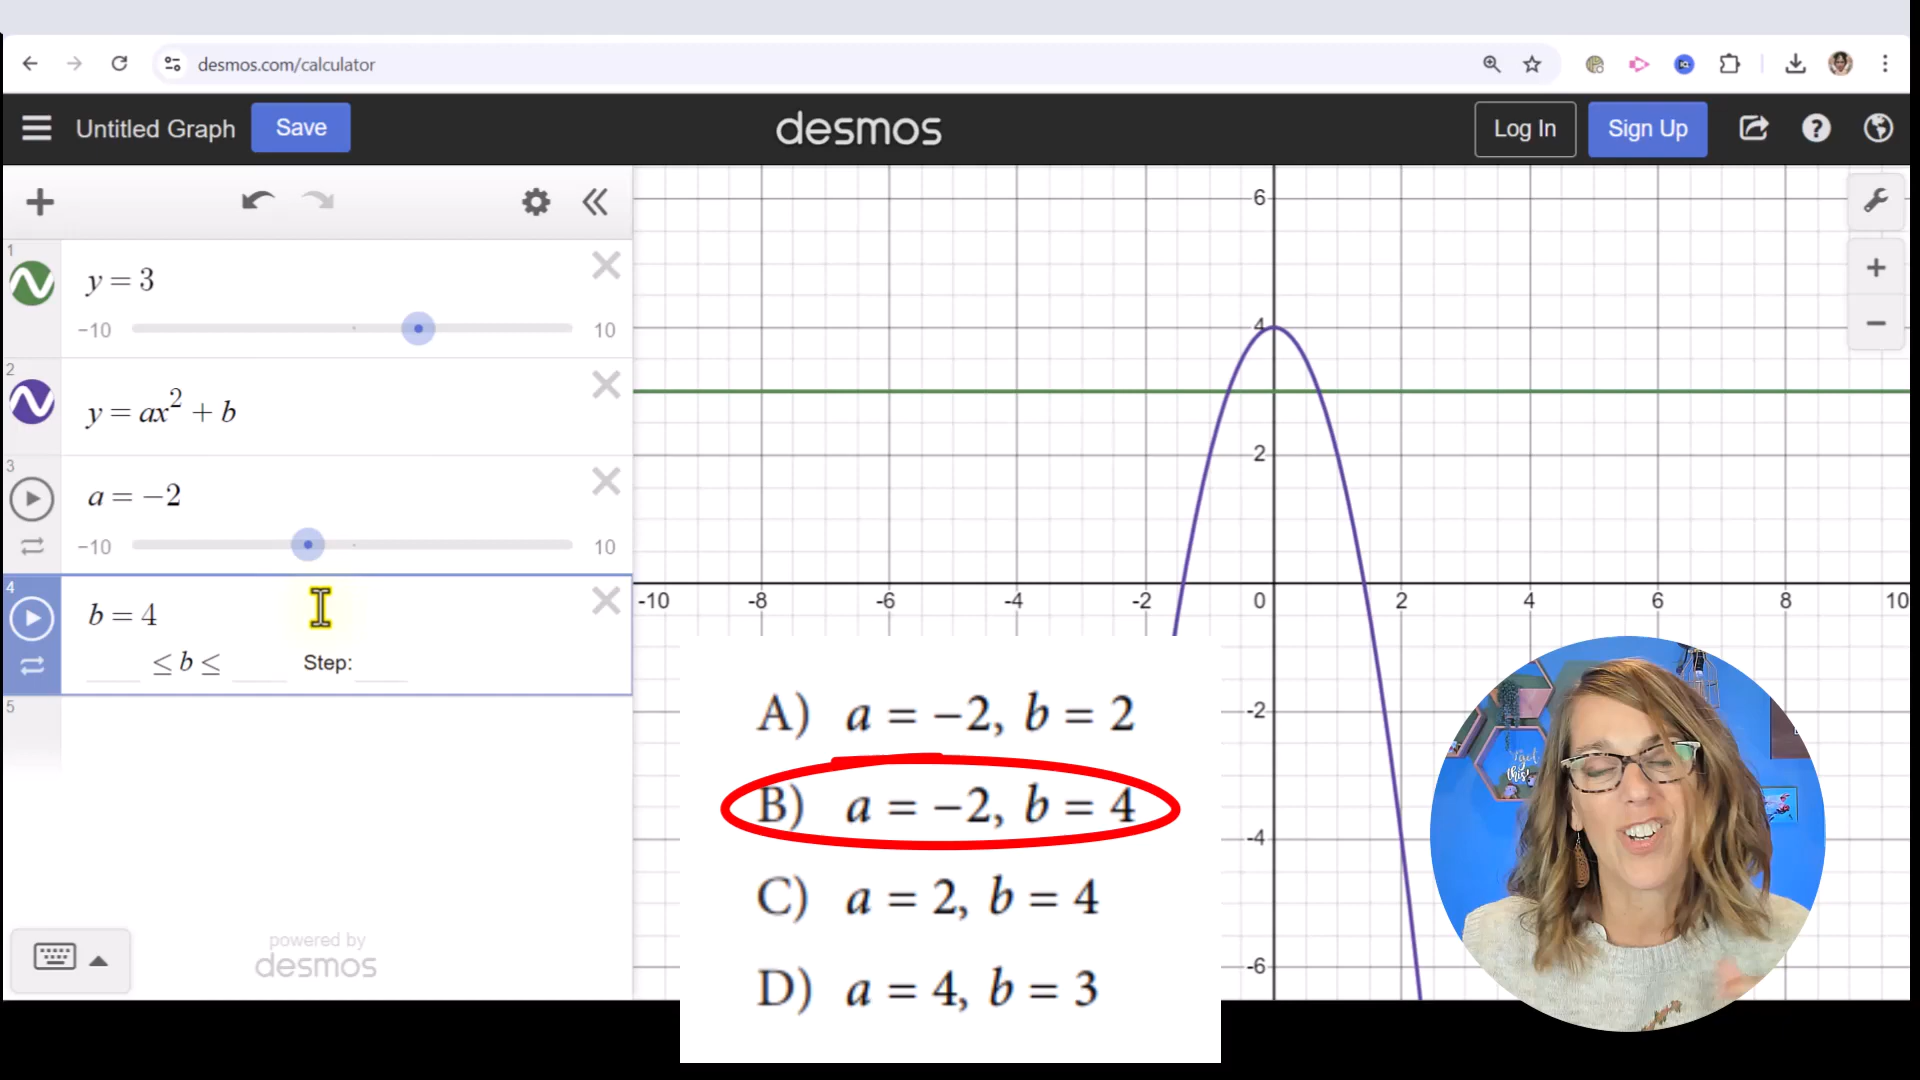 desmos.com/calculator
Untitled Graph Save desmos Log In Sign Up ?
1
y = 3
−10 10
2
y = ax² + b
3
a = −2
−10 10
4
b = 4
≤ b ≤ Step:
5
powered by
desmos
6
4
2
-10 -8 -6 -4 -2 0 2 4 6 8 10
-2
-4
-6
A) a = −2, b = 2
B) a = −2, b = 4
C) a = 2, b = 4
D) a = 4, b = 3
get
this!